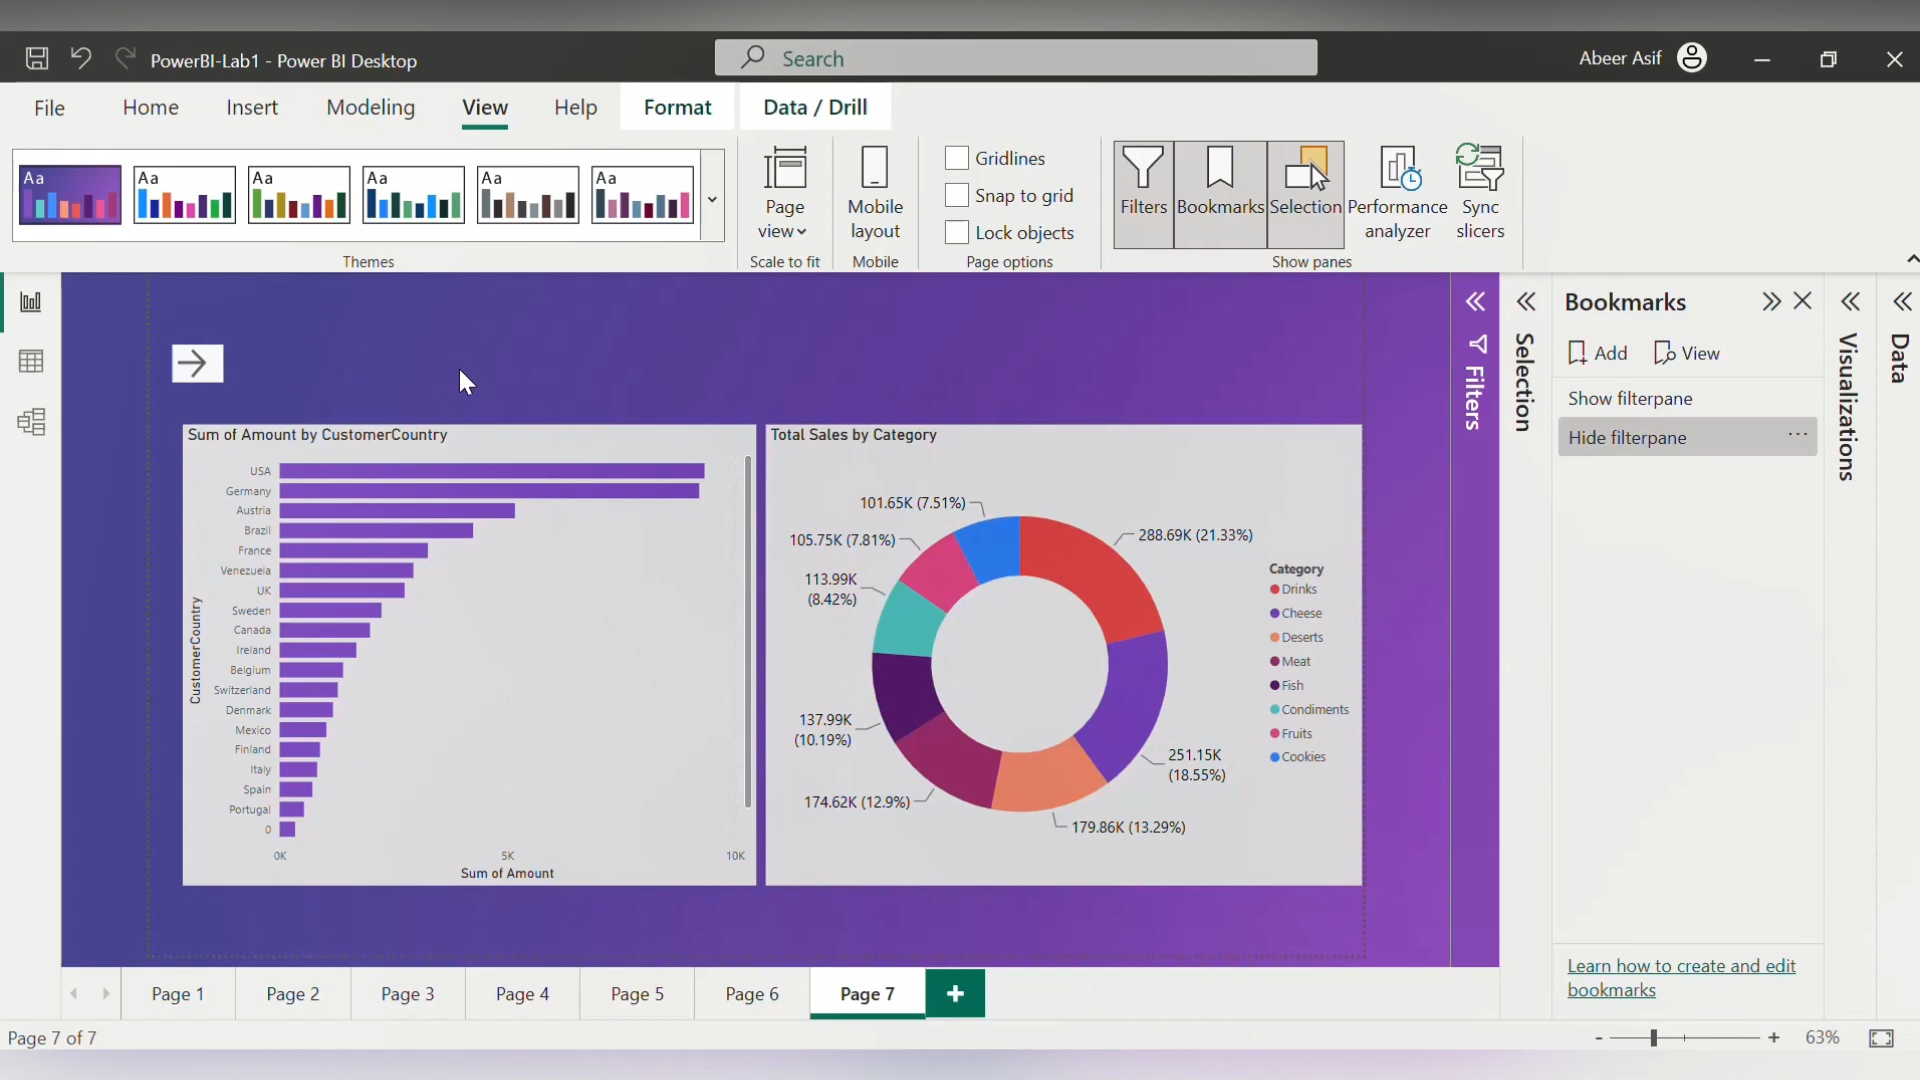 PowerBI-Lab1 - Power BI Desktop
Search
Abeer Asif
File
Home
Insert
Modeling
View
Help
Format
Data / Drill
Aa
Aa
Aa
Aa
Aa
Aa
Themes
Page
view
Scale to fit
Mobile
layout
Mobile
Gridlines
Snap to grid
Lock objects
Page options
Filters
Bookmarks
Selection
Performance
analyzer
Sync
slicers
Show panes
Sum of Amount by CustomerCountry
CustomerCountry
USA
Germany
Austria
Brazil
France
Venezuela
UK
Sweden
Canada
Ireland
Belgium
Switzerland
Denmark
Mexico
Finland
Italy
Spain
Portugal
0
0K
5K
10K
Sum of Amount
Total Sales by Category
101.65K (7.51%)
288.69K (21.33%)
105.75K (7.81%)
113.99K
(8.42%)
137.99K
(10.19%)
251.15K
(18.55%)
174.62K (12.9%)
179.86K (13.29%)
Category
Drinks
Cheese
Deserts
Meat
Fish
Condiments
Fruits
Cookies
Filters
Selection
Bookmarks
Add
View
Show filterpane
Hide filterpane
Learn how to create and edit
bookmarks
Visualizations
Data
Page 1
Page 2
Page 3
Page 4
Page 5
Page 6
Page 7
Page 7 of 7
63%